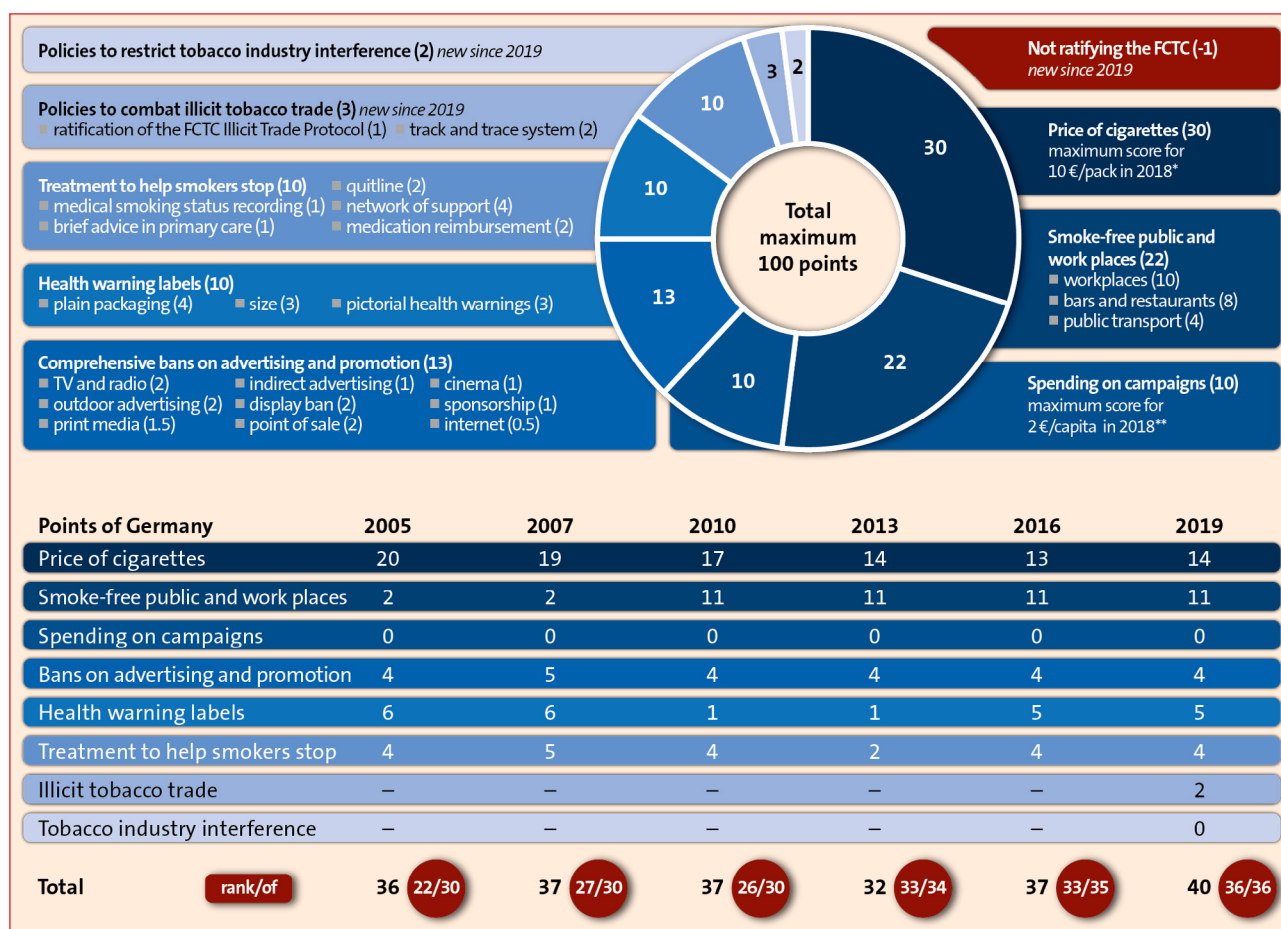 Policies to restrict tobacco industry interference (2) new since 2019
Policies to combat illicit tobacco trade (3) new since 2019
ratification of the FCTC Illicit Trade Protocol (1) track and trace system (2)
Treatment to help smokers stop (10) quitline (2)
medical smoking status recording (1) network of support (4)
brief advice in primary care (1) medication reimbursement (2)
Health warning labels (10)
plain packaging (4) size (3) pictorial health warnings (3)
Comprehensive bans on advertising and promotion (13)
TV and radio (2) indirect advertising (1) cinema (1)
outdoor advertising (2) display ban (2) sponsorship (1)
print media (1.5) point of sale (2) internet (0.5)
3 2
10
30
10
13
10
22
Total
maximum
100 points
Not ratifying the FCTC (-1)
new since 2019
Price of cigarettes (30)
maximum score for
10 €/pack in 2018*
Smoke-free public and
work places (22)
workplaces (10)
bars and restaurants (8)
public transport (4)
Spending on campaigns (10)
maximum score for
2 €/capita in 2018**
Points of Germany 2005 2007 2010 2013 2016 2019
Price of cigarettes 20 19 17 14 13 14
Smoke-free public and work places 2 2 11 11 11 11
Spending on campaigns 0 0 0 0 0 0
Bans on advertising and promotion 4 5 4 4 4 4
Health warning labels 6 6 1 1 5 5
Treatment to help smokers stop 4 5 4 2 4 4
Illicit tobacco trade – – – – – 2
Tobacco industry interference – – – – – 0
Total rank/of 36 22/30 37 27/30 37 26/30 32 33/34 37 33/35 40 36/36